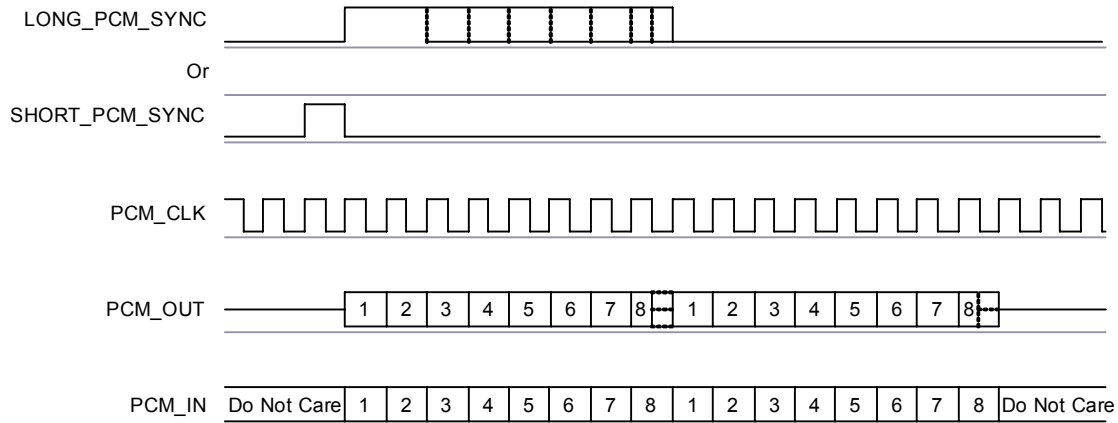 LONG_PCM_SYNC
Or
SHORT_PCM_SYNC
PCM_CLK
PCM_OUT 1 2 3 4 5 6 7 8 1 2 3 4 5 6 7 8
PCM_IN Do Not Care 1 2 3 4 5 6 7 8 1 2 3 4 5 6 7 8 Do Not Care